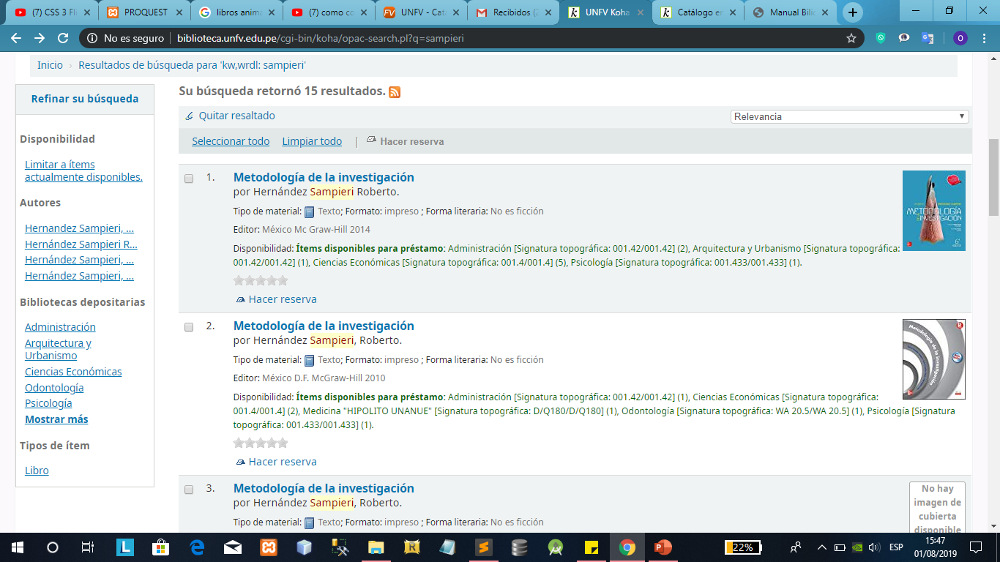 (7) CSS 3 Fl
PROQUEST
libros anima
(7) como co
UNFV - Cat
Recibidos (2
UNFV Koha
Catálogo en
Manual Bibl
No es seguro
biblioteca.unfv.edu.pe/cgi-bin/koha/opac-search.pl?q=sampieri
O
Inicio › Resultados de búsqueda para 'kw,wrdl: sampieri'
Refinar su búsqueda
Disponibilidad
Limitar a ítems
actualmente disponibles.
Autores
Hernandez Sampieri, ...
Hernández Sampieri R...
Hernández Sampieri, ...
Hernández Sampieri, ...
Bibliotecas depositarias
Administración
Arquitectura y
Urbanismo
Ciencias Económicas
Odontología
Psicología
Mostrar más
Tipos de ítem
Libro
Su búsqueda retornó 15 resultados.
Quitar resaltado
Relevancia
Seleccionar todo Limpiar todo | Hacer reserva
1. Metodología de la investigación
por Hernández Sampieri Roberto.
Tipo de material: Texto; Formato: impreso ; Forma literaria: No es ficción
Editor: México Mc Graw-Hill 2014
Disponibilidad: Ítems disponibles para préstamo: Administración [Signatura topográfica: 001.42/001.42] (2), Arquitectura y Urbanismo [Signatura topográfica:
001.42/001.42] (1), Ciencias Económicas [Signatura topográfica: 001.4/001.4] (5), Psicología [Signatura topográfica: 001.433/001.433] (1).
Hacer reserva
METODOLOGÍA
INVESTIGACIÓN
2. Metodología de la investigación
por Hernández Sampieri, Roberto.
Tipo de material: Texto; Formato: impreso ; Forma literaria: No es ficción
Editor: México D.F. McGraw-Hill 2010
Disponibilidad: Ítems disponibles para préstamo: Administración [Signatura topográfica: 001.42/001.42] (1), Ciencias Económicas [Signatura topográfica:
001.4/001.4] (2), Medicina "HIPOLITO UNANUE" [Signatura topográfica: D/Q180/D/Q180] (1), Odontología [Signatura topográfica: WA 20.5/WA 20.5] (1), Psicología [Signatura
topográfica: 001.433/001.433] (1).
Hacer reserva
Metodología de la investigación
3. Metodología de la investigación
por Hernández Sampieri, Roberto.
Tipo de material: Texto; Formato: impreso ; Forma literaria: No es ficción
No hay
imagen de
cubierta
disponible
22%
ESP
15:47
01/08/2019